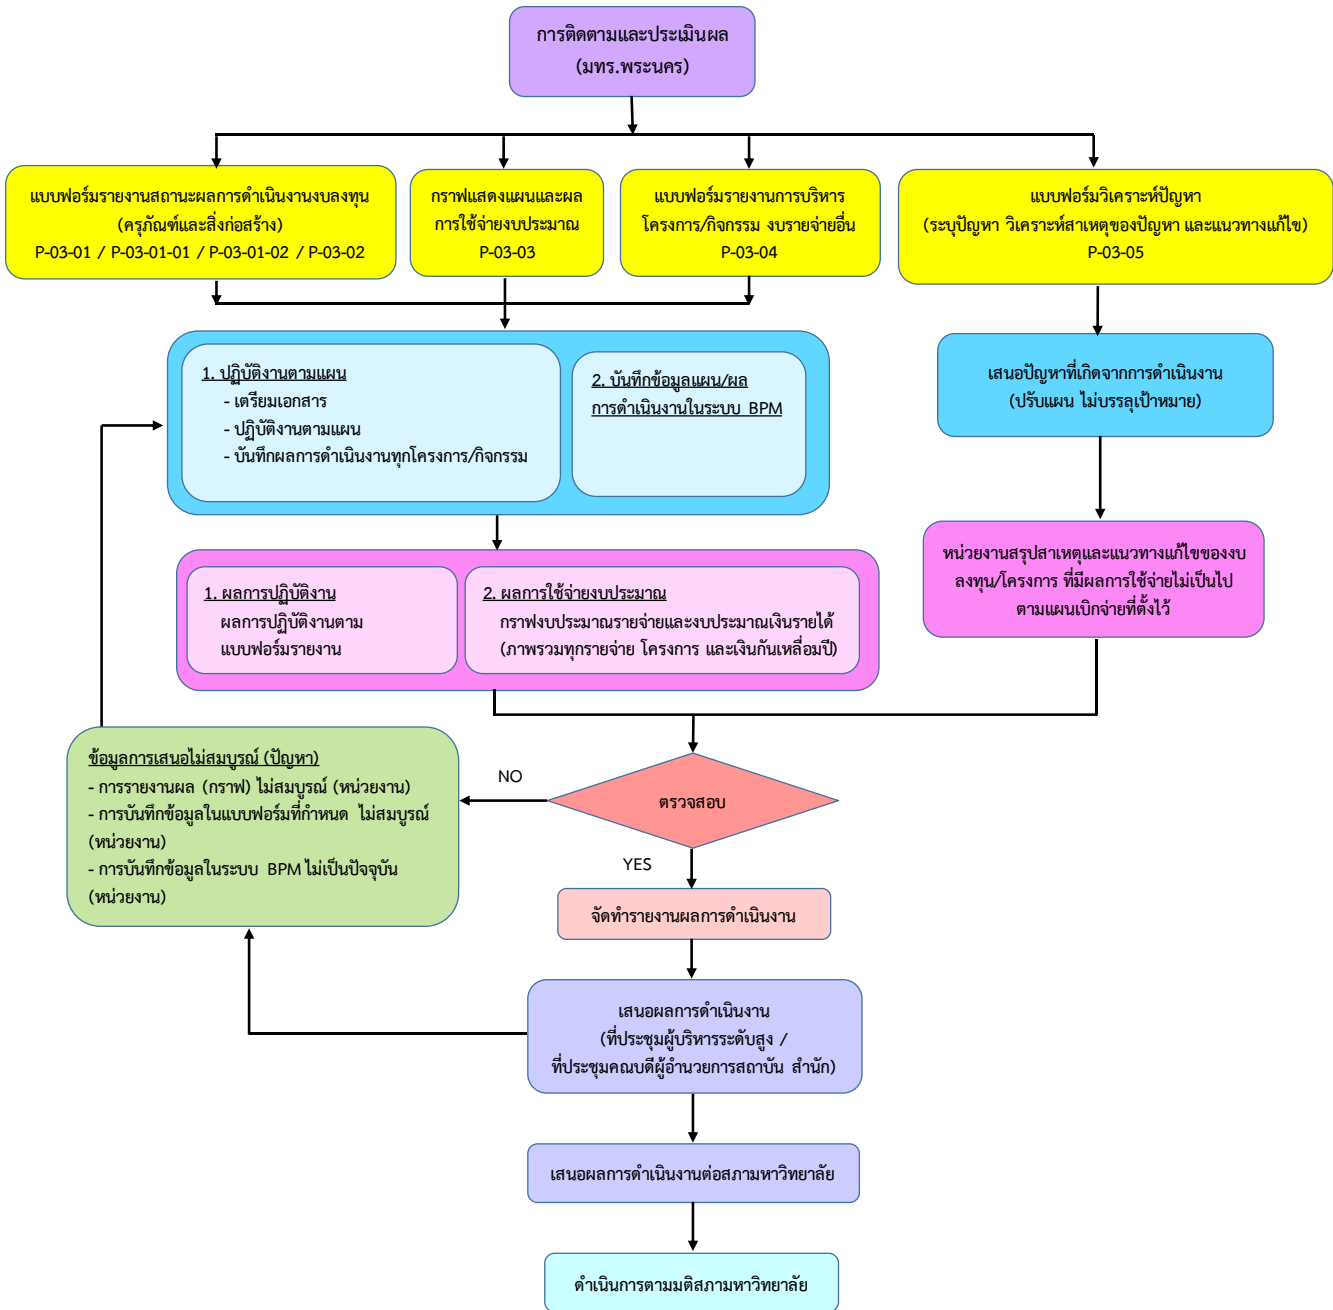 การติดตามและประเมินผล
(มทร.พระนคร)
แบบฟอร์มรายงานสถานะผลการดำเนินงานงบลงทุน
(ครุภัณฑ์และสิ่งก่อสร้าง)
P-03-01 / P-03-01-01 / P-03-01-02 / P-03-02
กราฟแสดงแผนและผล
การใช้จ่ายงบประมาณ
P-03-03
แบบฟอร์มรายงานการบริหาร
โครงการ/กิจกรรม งบรายจ่ายอื่น
P-03-04
แบบฟอร์มวิเคราะห์ปัญหา
(ระบุปัญหา วิเคราะห์สาเหตุของปัญหา และแนวทางแก้ไข)
P-03-05
1. ปฏิบัติงานตามแผน
- เตรียมเอกสาร
- ปฏิบัติงานตามแผน
- บันทึกผลการดำเนินงานทุกโครงการ/กิจกรรม
2. บันทึกข้อมูลแผน/ผล
การดำเนินงานในระบบ BPM
เสนอปัญหาที่เกิดจากการดำเนินงาน
(ปรับแผน ไม่บรรลุเป้าหมาย)
1. ผลการปฏิบัติงาน
ผลการปฏิบัติงานตาม
แบบฟอร์มรายงาน
2. ผลการใช้จ่ายงบประมาณ
กราฟงบประมาณรายจ่ายและงบประมาณเงินรายได้
(ภาพรวมทุกรายจ่าย โครงการ และเงินกันเหลื่อมปี)
หน่วยงานสรุปสาเหตุและแนวทางแก้ไขของงบ
ลงทุน/โครงการ ที่มีผลการใช้จ่ายไม่เป็นไป
ตามแผนเบิกจ่ายที่ตั้งไว้
ข้อมูลการเสนอไม่สมบูรณ์ (ปัญหา)
- การรายงานผล (กราฟ) ไม่สมบูรณ์ (หน่วยงาน)
- การบันทึกข้อมูลในแบบฟอร์มที่กำหนด ไม่สมบูรณ์
(หน่วยงาน)
- การบันทึกข้อมูลในระบบ BPM ไม่เป็นปัจจุบัน
(หน่วยงาน)
NO
ตรวจสอบ
YES
จัดทำรายงานผลการดำเนินงาน
เสนอผลการดำเนินงาน
(ที่ประชุมผู้บริหารระดับสูง /
ที่ประชุมคณบดีผู้อำนวยการสถาบัน สำนัก)
เสนอผลการดำเนินงานต่อสภามหาวิทยาลัย
ดำเนินการตามมติสภามหาวิทยาลัย